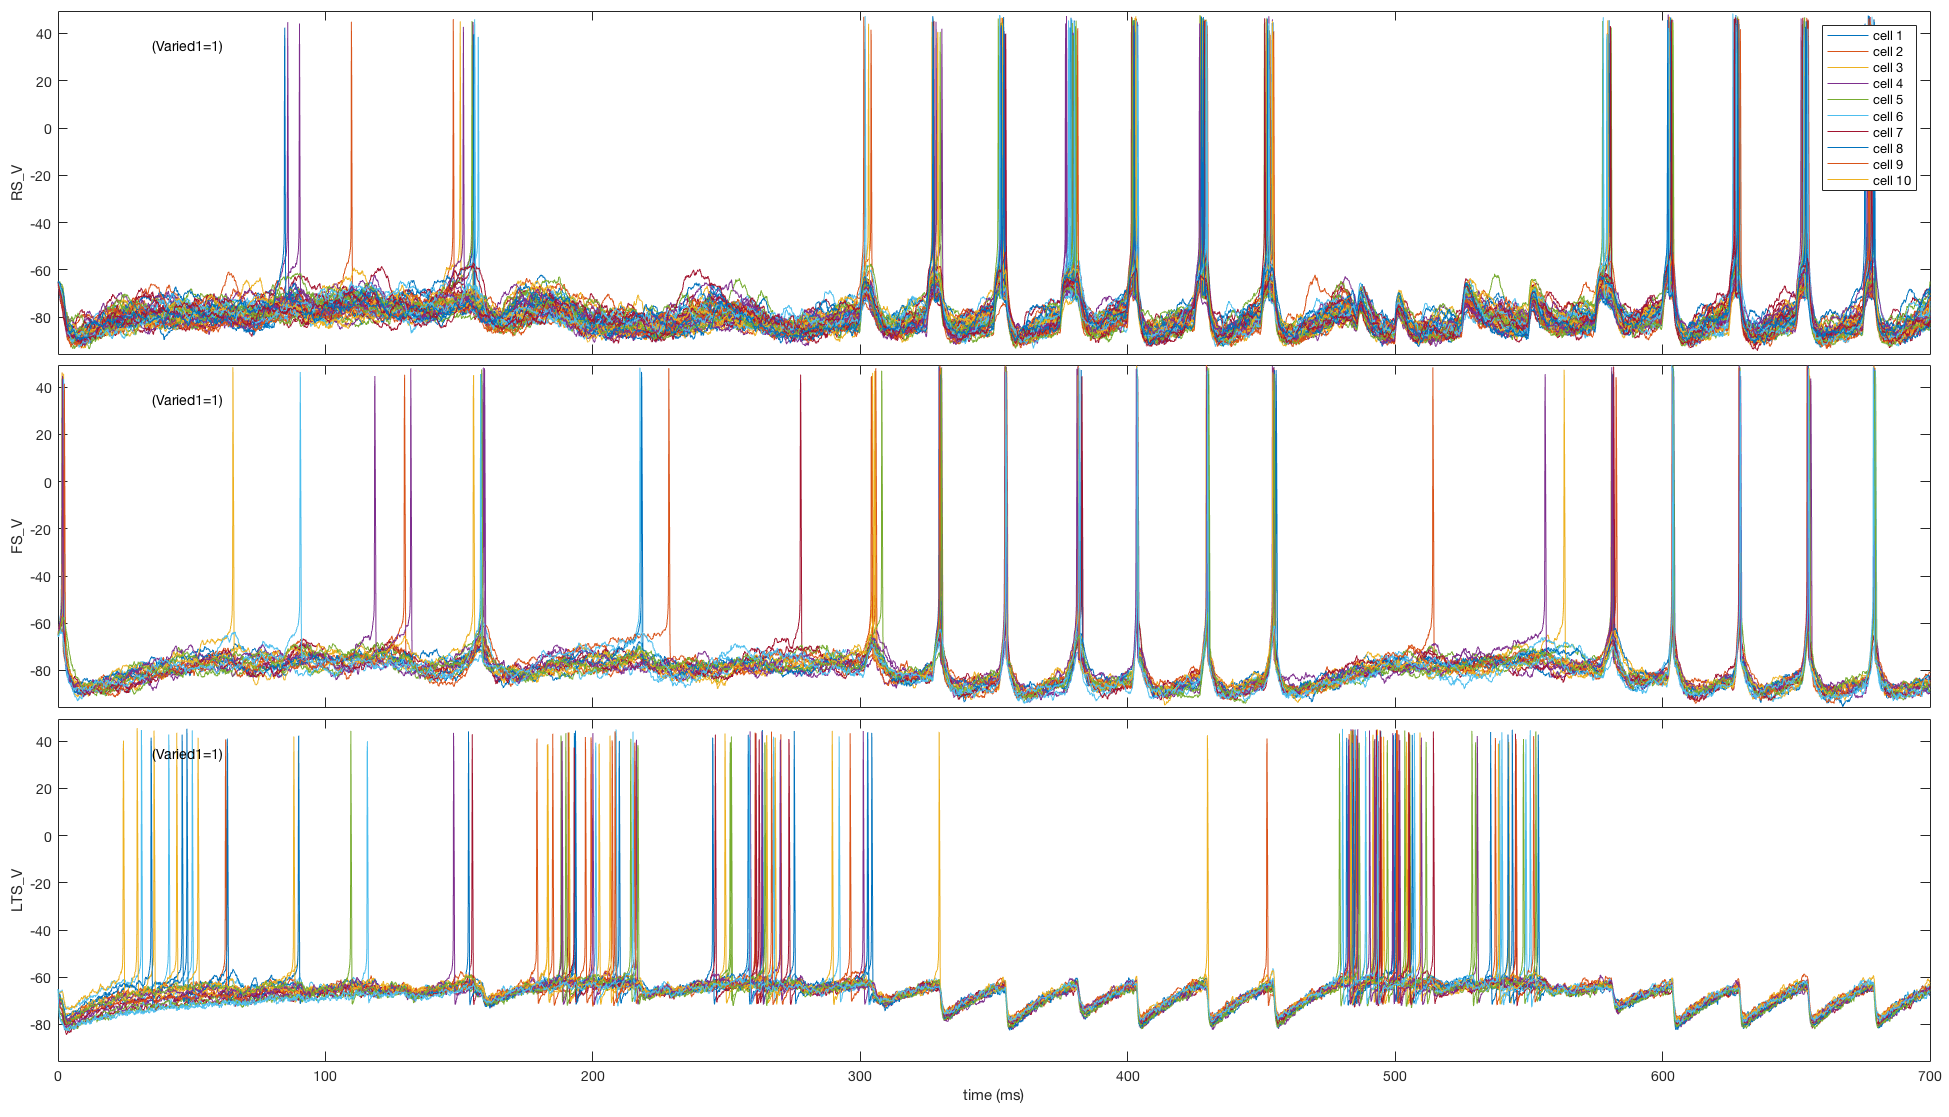 (Varied1=1)
40
20
0
-20
-40
-60
-80
RS_V
cell 1
cell 2
cell 3
cell 4
cell 5
cell 6
cell 7
cell 8
cell 9
cell 10
(Varied1=1)
40
20
0
-20
-40
-60
-80
FS_V
(Varied1=1)
40
20
0
-20
-40
-60
-80
LTS_V
0 100 200 300 400 500 600 700
time (ms)